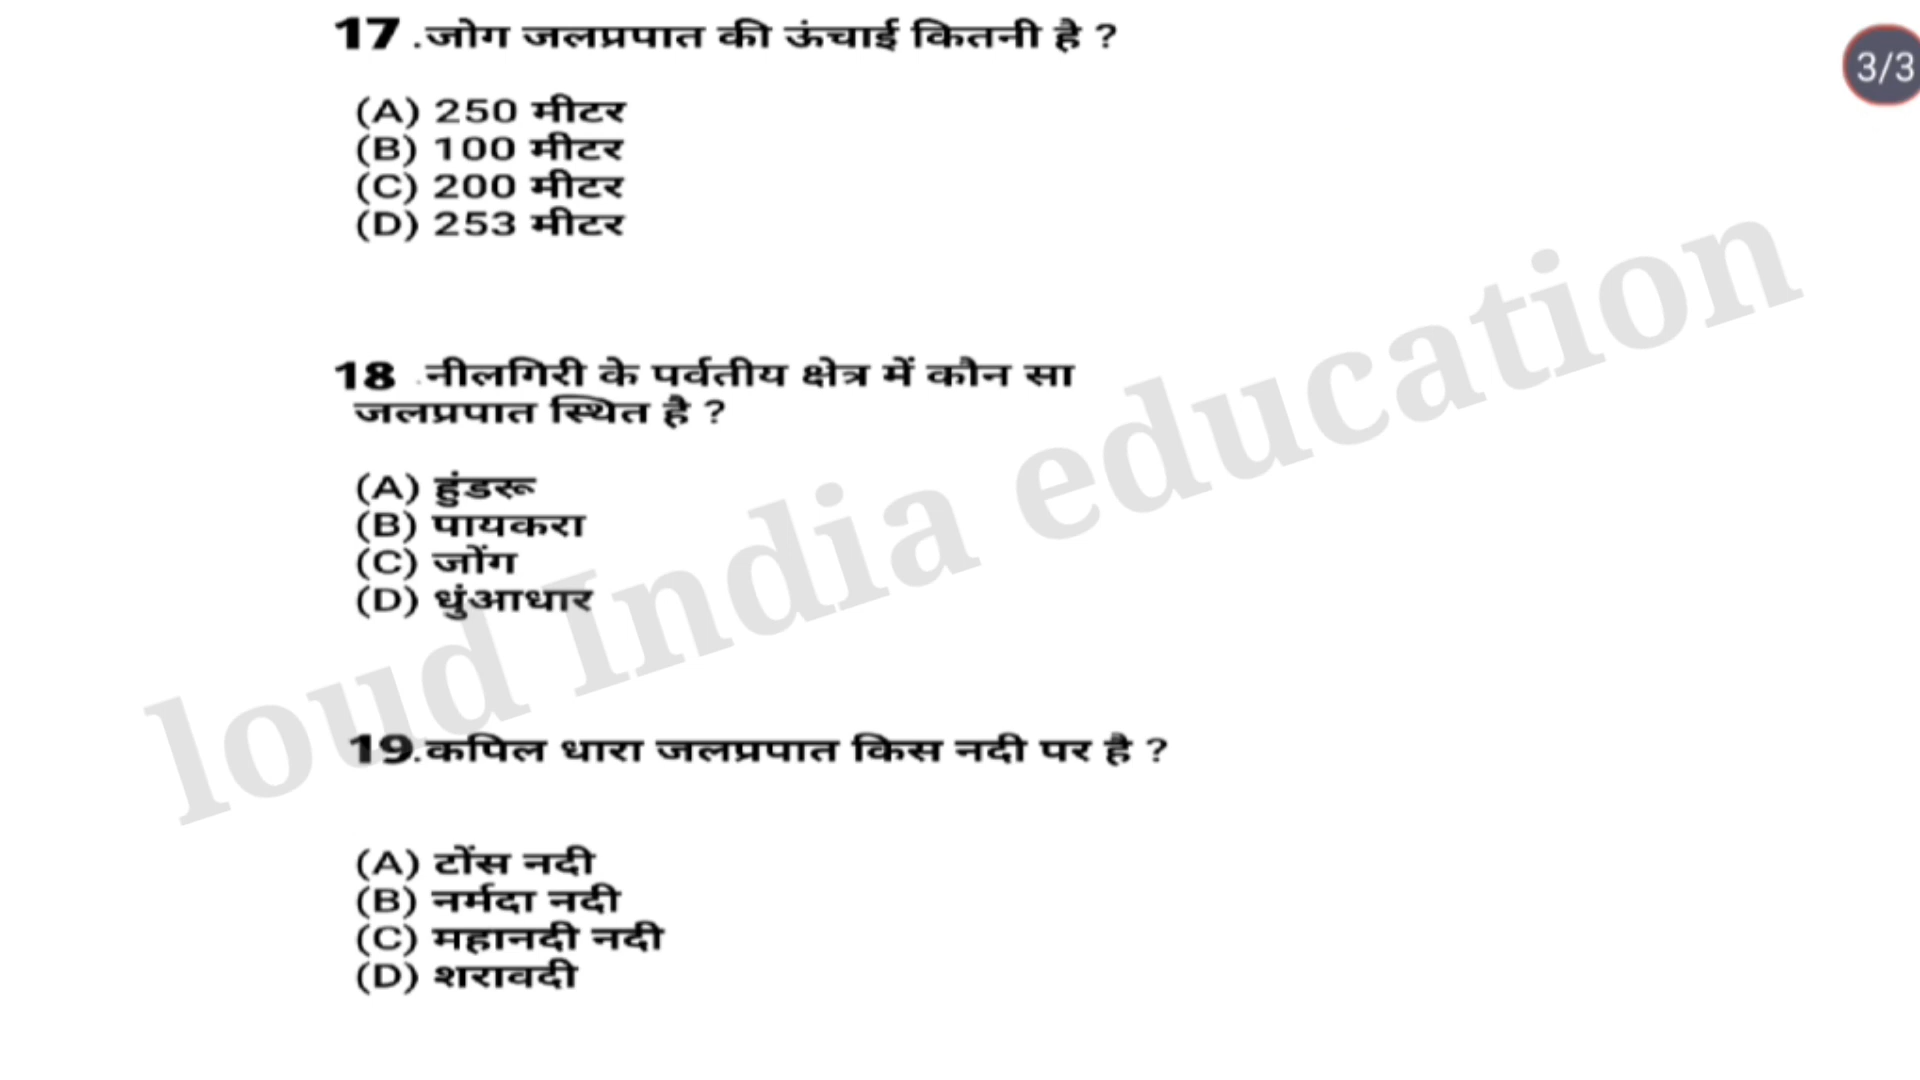 17 .जोग जलप्रपात की ऊंचाई कितनी है ?
3/3
(A) 250 मीटर
(B) 100 मीटर
(C) 200 मीटर
(D) 253 मीटर
18 .नीलगिरी के पर्वतीय क्षेत्र में कौन सा
जलप्रपात स्थित है ?
(A) हुंडरू
(B) पायकरा
(C) जोंग
(D) धुंआधार
loud India education
19.कपिल धारा जलप्रपात किस नदी पर है ?
(A) टोंस नदी
(B) नर्मदा नदी
(C) महानदी नदी
(D) शरावदी